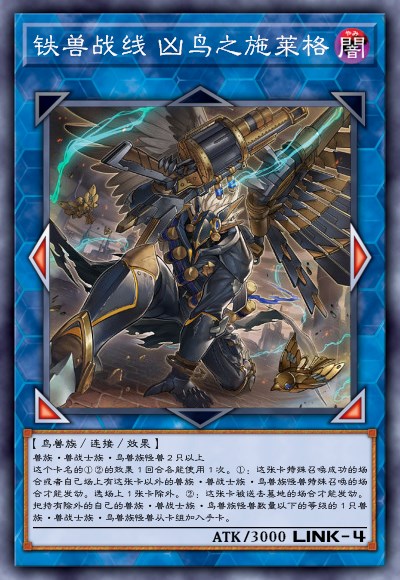 铁兽战线 凶鸟之施莱格
闇
やみ
【鸟兽族／连接／效果】
兽族·兽战士族·鸟兽族怪兽2只以上
这个卡名的①②的效果1回合各能使用1次。①：这张卡特殊召唤成功的场
合或者自己场上有这张卡以外的兽族·兽战士族·鸟兽族怪兽特殊召唤的场
合才能发动。选场上1张卡除外。②：这张卡被送去墓地的场合才能发动。
把持有除外的自己的兽族·兽战士族·鸟兽族怪兽数量以下的等级的1只兽
族·兽战士族·鸟兽族怪兽从卡组加入手卡。
ATK/3000 LINK-4